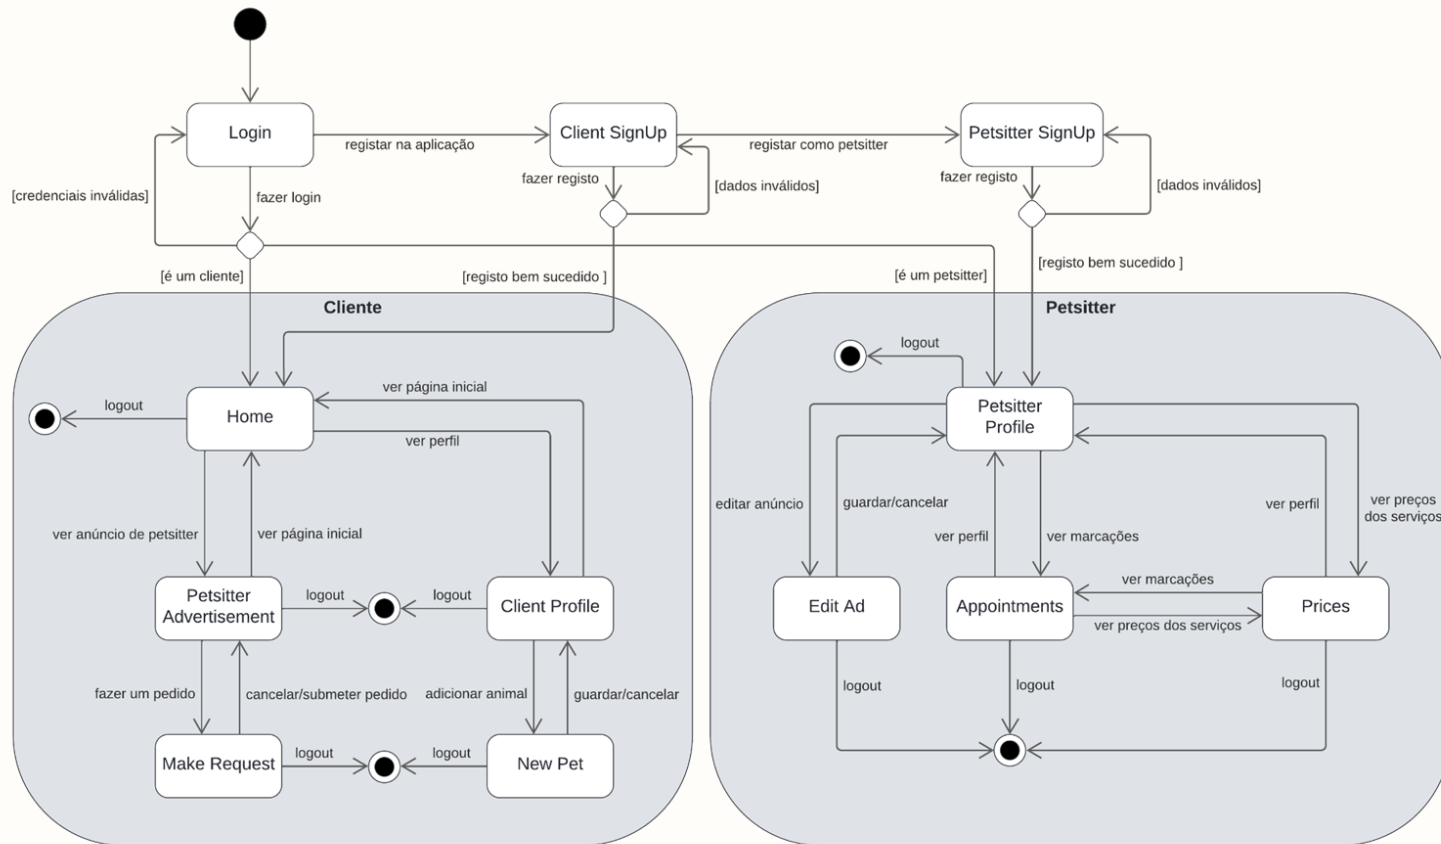 Login
Client SignUp
Petsitter SignUp
registar na aplicação
registar como petsitter
[credenciais inválidas]
fazer login
fazer registo
[dados inválidos]
fazer registo
[dados inválidos]
[é um cliente]
[registo bem sucedido ]
[é um petsitter]
[registo bem sucedido ]
Cliente
ver página inicial
logout
Home
ver perfil
ver anúncio de petsitter
ver página inicial
Petsitter
Advertisement
logout
logout
Client Profile
fazer um pedido
cancelar/submeter pedido
adicionar animal
guardar/cancelar
Make Request
logout
logout
New Pet
Petsitter
logout
Petsitter
Profile
editar anúncio
guardar/cancelar
ver perfil
ver marcações
ver perfil
ver preços
dos serviços
Edit Ad
Appointments
ver marcações
ver preços dos serviços
Prices
logout
logout
logout